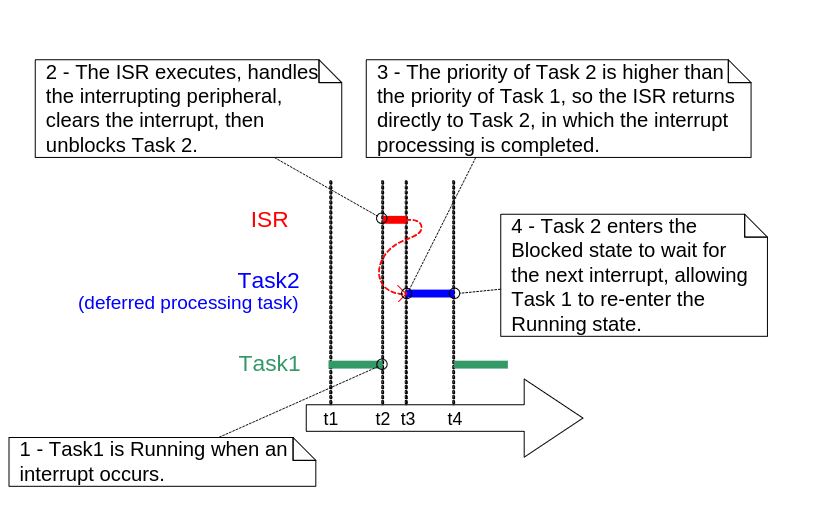 2 - The ISR executes, handles
the interrupting peripheral,
clears the interrupt, then
unblocks Task 2.
3 - The priority of Task 2 is higher than
the priority of Task 1, so the ISR returns
directly to Task 2, in which the interrupt
processing is completed.
ISR
4 - Task 2 enters the
Blocked state to wait for
the next interrupt, allowing
Task 1 to re-enter the
Running state.
Task2
(deferred processing task)
Task1
t1 t2 t3 t4
1 - Task1 is Running when an
interrupt occurs.